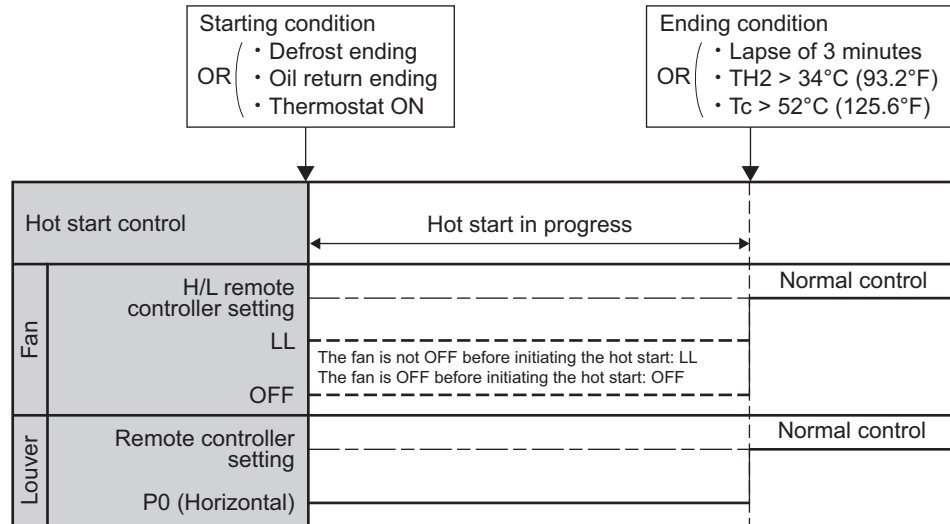 Starting condition
OR
・Defrost ending
・Oil return ending
・Thermostat ON
Ending condition
OR
・Lapse of 3 minutes
・TH2 > 34°C (93.2°F)
・Tc > 52°C (125.6°F)
Hot start control
Hot start in progress
Fan
H/L remote
controller setting
Normal control
LL
The fan is not OFF before initiating the hot start: LL
The fan is OFF before initiating the hot start: OFF
OFF
Louver
Remote controller
setting
Normal control
P0 (Horizontal)